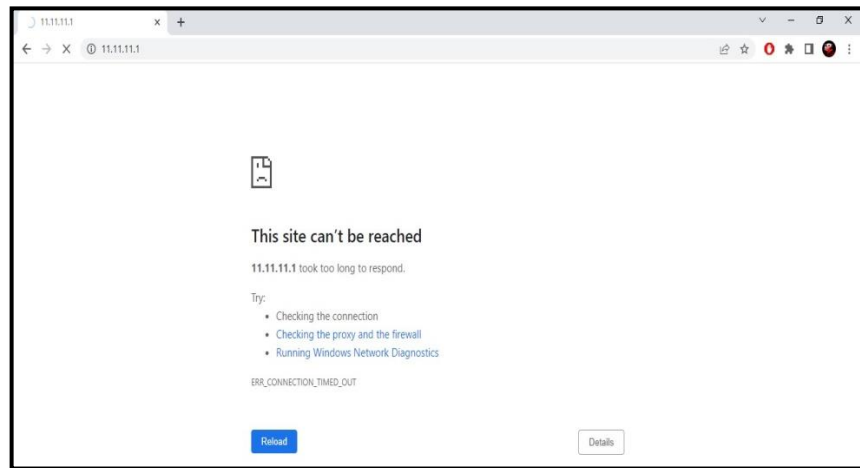 11.11.11.1
11.11.11.1
This site can't be reached
11.11.11.1 took too long to respond.
Try:
Checking the connection
Checking the proxy and the firewall
Running Windows Network Diagnostics
ERR_CONNECTION_TIMED_OUT
Reload
Details